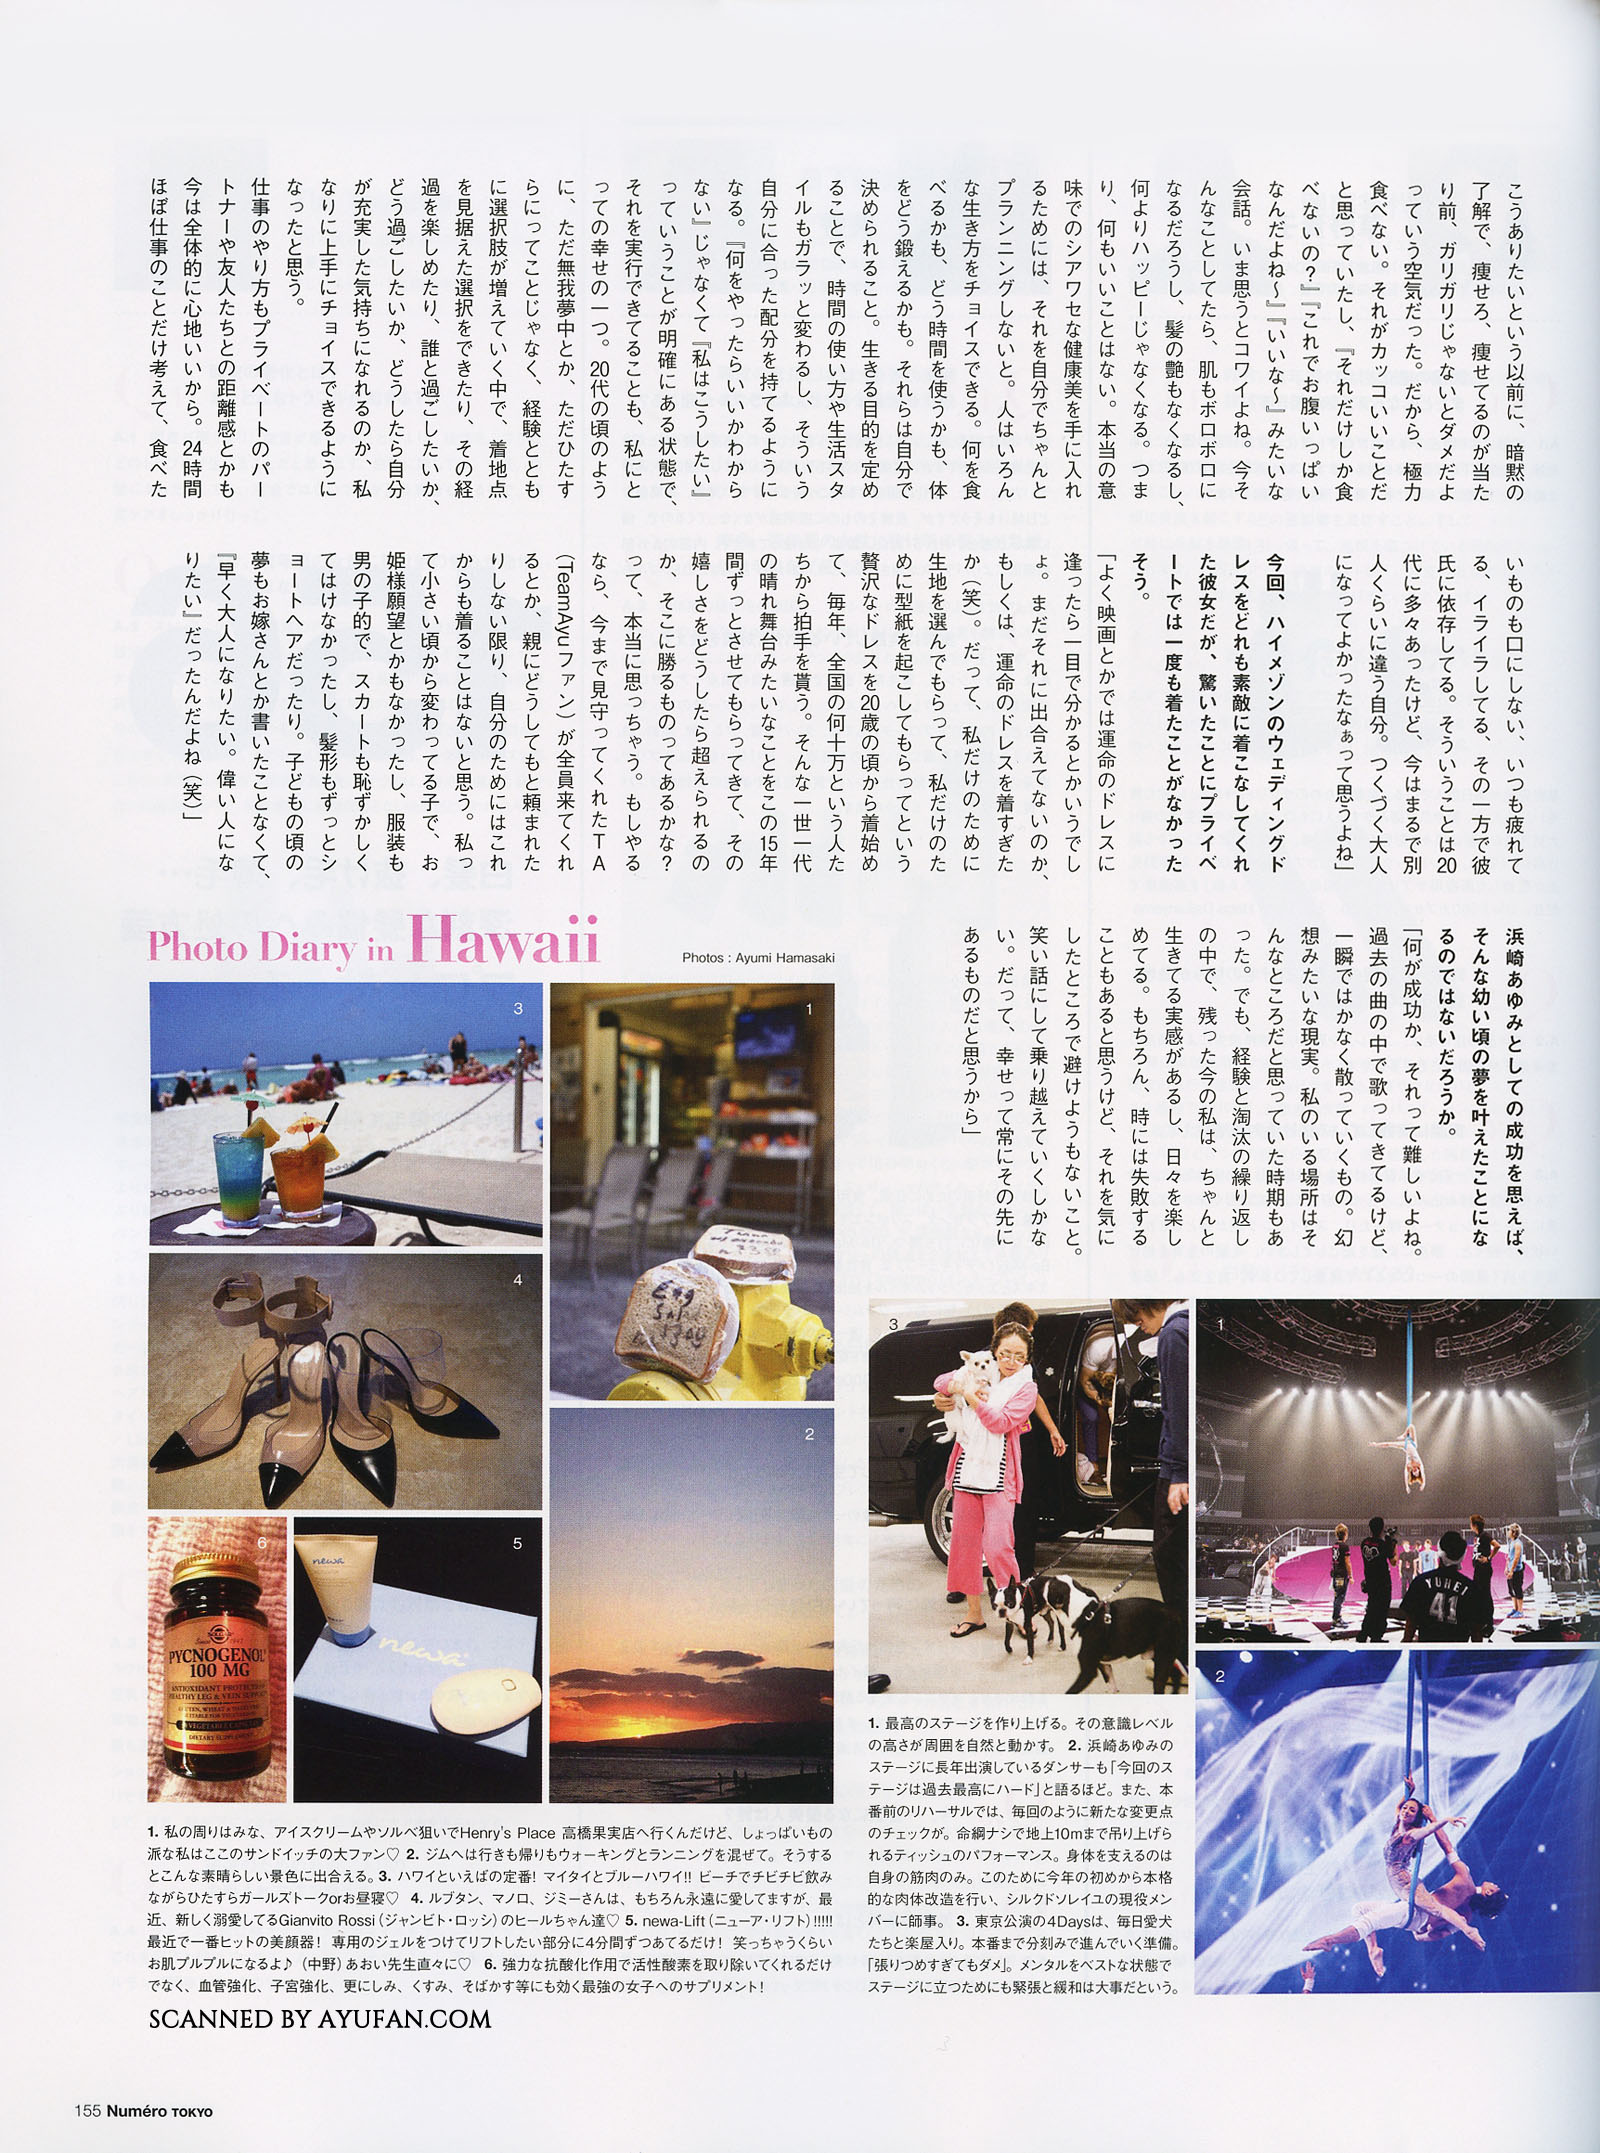 こうありたいという以前に、暗黙の
了解で、痩せろ、痩せてるのが当た
り前、ガリガリじゃないとダメだよ
っていう空気だった。だから、極力
食べない。それがカッコいいことだ
と思っていたし、『それだけしか食
べないの?』『これでお腹いっぱい
なんだよね〜』『いいな〜』みたいな
会話。いま思うとコワイよね。今そ
んなことしてたら、肌もボロボロに
なるだろうし、髪の艶もなくなるし、
何よりハッピーじゃなくなる。つま
り、何もいいことはない。本当の意
味でのシアワセな健康美を手に入れ
るためには、それを自分でちゃんと
プランニングしないと。人はいろん
な生き方をチョイスできる。何を食
べるかも、どう時間を使うかも、体
をどう鍛えるかも。それらは自分で
決められること。生きる目的を定め
ることで、時間の使い方や生活スタ
イルもガラッと変わるし、そういう
自分に合った配分を持てるように
なる。『何をやったらいいかわから
ない』じゃなくて『私はこうしたい』
っていうことが明確にある状態で、
それを実行できてることも、私にと
っての幸せの一つ。20代の頃のよう
に、ただ無我夢中とか、ただひたす
らにってことじゃなく、経験ととも
に選択肢が増えていく中で、着地点
を見据えた選択をできたり、その経
過を楽しめたり、誰と過ごしたいか、
どう過ごしたいか、どうしたら自分
が充実した気持ちになれるのか、私
なりに上手にチョイスできるように
なったと思う。
仕事のやり方もプライベートのパー
トナーや友人たちとの距離感とかも
今は全体的に心地いいから。24時間
ほぼ仕事のことだけ考えて、食べた
いものも口にしない、いつも疲れて
る、イライラしてる、その一方で彼
氏に依存してる。そういうことは20
代に多々あったけど、今はまるで別
人くらいに違う自分。つくづく大人
になってよかったなぁって思うよね」
今回、ハイメゾンのウェディングド
レスをどれも素敵に着こなしてくれ
た彼女だが、驚いたことにプライベ
ートでは一度も着たことがなかった
そう。
「よく映画とかでは運命のドレスに
逢ったら一目で分かるとかいうでし
ょ。まだそれに出合えてないのか、
もしくは、運命のドレスを着すぎた
か(笑)。だって、私だけのために
生地を選んでもらって、私だけのた
めに型紙を起こしてもらってという
贅沢なドレスを20歳の頃から着始め
て、毎年、全国の何十万という人た
ちから拍手を貰う。そんな一世一代
の晴れ舞台みたいなことをこの15年
間ずっとさせてもらってきて、その
嬉しさをどうしたら超えられるの
か、そこに勝るものってあるかな?
って、本当に思っちゃう。もしやる
なら、今まで見守ってくれたTA
(TeamAyuファン)が全員来てくれ
るとか、親にどうしてもと頼まれた
りしない限り、自分のためにはこれ
からも着ることはないと思う。私っ
て小さい頃から変わってる子で、お
姫様願望とかもなかったし、服装も
男の子的で、スカートも恥ずかしく
てはけなかったし、髪形もずっとシ
ョートヘアだったり。子どもの頃の
夢もお嫁さんとか書いたことなくて、
『早く大人になりたい。偉い人にな
りたい』だったんだよね(笑)」
浜崎あゆみとしての成功を思えば、
そんな幼い頃の夢を叶えたことにな
るのではないだろうか。
「何が成功か、それって難しいよね。
過去の曲の中で歌ってきてるけど、
一瞬ではかなく散っていくもの。幻
想みたいな現実。私のいる場所はそ
んなところだと思っていた時期もあ
った。でも、経験と淘汰の繰り返し
の中で、残った今の私は、ちゃんと
生きてる実感があるし、日々を楽し
めてる。もちろん、時には失敗する
こともあると思うけど、それを気に
したところで避けようもないこと。
笑い話にして乗り越えていくしかな
い。だって、幸せって常にその先に
あるものだと思うから」
Photo Diary in Hawaii
Photos : Ayumi Hamasaki
3
1
4
2
6
5
newa
newa
PYCNOGENOL
100 MG
ANTIOXIDANT PROTECTION
HEALTHY LEG & VEIN SUPPORT
3
1
YUHEI
41
2
1. 私の周りはみな、アイスクリームやソルベ狙いでHenry's Place 高橋果実店へ行くんだけど、しょっぱいもの
派な私はここのサンドイッチの大ファン♡ 2. ジムへは行きも帰りもウォーキングとランニングを混ぜて。そうする
とこんな素晴らしい景色に出合える。3. ハワイといえばの定番! マイタイとブルーハワイ!! ビーチでチビチビ飲み
ながらひたすらガールズトークorお昼寝♡ 4. ルブタン、マノロ、ジミーさんは、もちろん永遠に愛してますが、最
近、新しく溺愛してるGianvito Rossi(ジャンビト・ロッシ)のヒールちゃん達♡ 5. newa-Lift(ニューア・リフト)!!!!!
最近で一番ヒットの美顔器! 専用のジェルをつけてリフトしたい部分に4分間ずつあてるだけ! 笑っちゃうくらい
お肌プルプルになるよ♪(中野)あおい先生直々に♡ 6. 強力な抗酸化作用で活性酸素を取り除いてくれるだけ
でなく、血管強化、子宮強化、更にしみ、くすみ、そばかす等にも効く最強の女子へのサプリメント!
1. 最高のステージを作り上げる。その意識レベル
の高さが周囲を自然と動かす。 2. 浜崎あゆみの
ステージに長年出演しているダンサーも「今回のス
テージは過去最高にハード」と語るほど。また、本
番前のリハーサルでは、毎回のように新たな変更点
のチェックが。命綱ナシで地上10mまで吊り上げら
れるティッシュのパフォーマンス。身体を支えるのは
自身の筋肉のみ。このために今年の初めから本格
的な肉体改造を行い、シルクドソレイユの現役メン
バーに師事。 3. 東京公演の4Daysは、毎日愛犬
たちと楽屋入り。本番まで分刻みで進んでいく準備。
「張りつめすぎてもダメ」。メンタルをベストな状態で
ステージに立つためにも緊張と緩和は大事だという。
SCANNED BY AYUFAN.COM
155 Numéro TOKYO